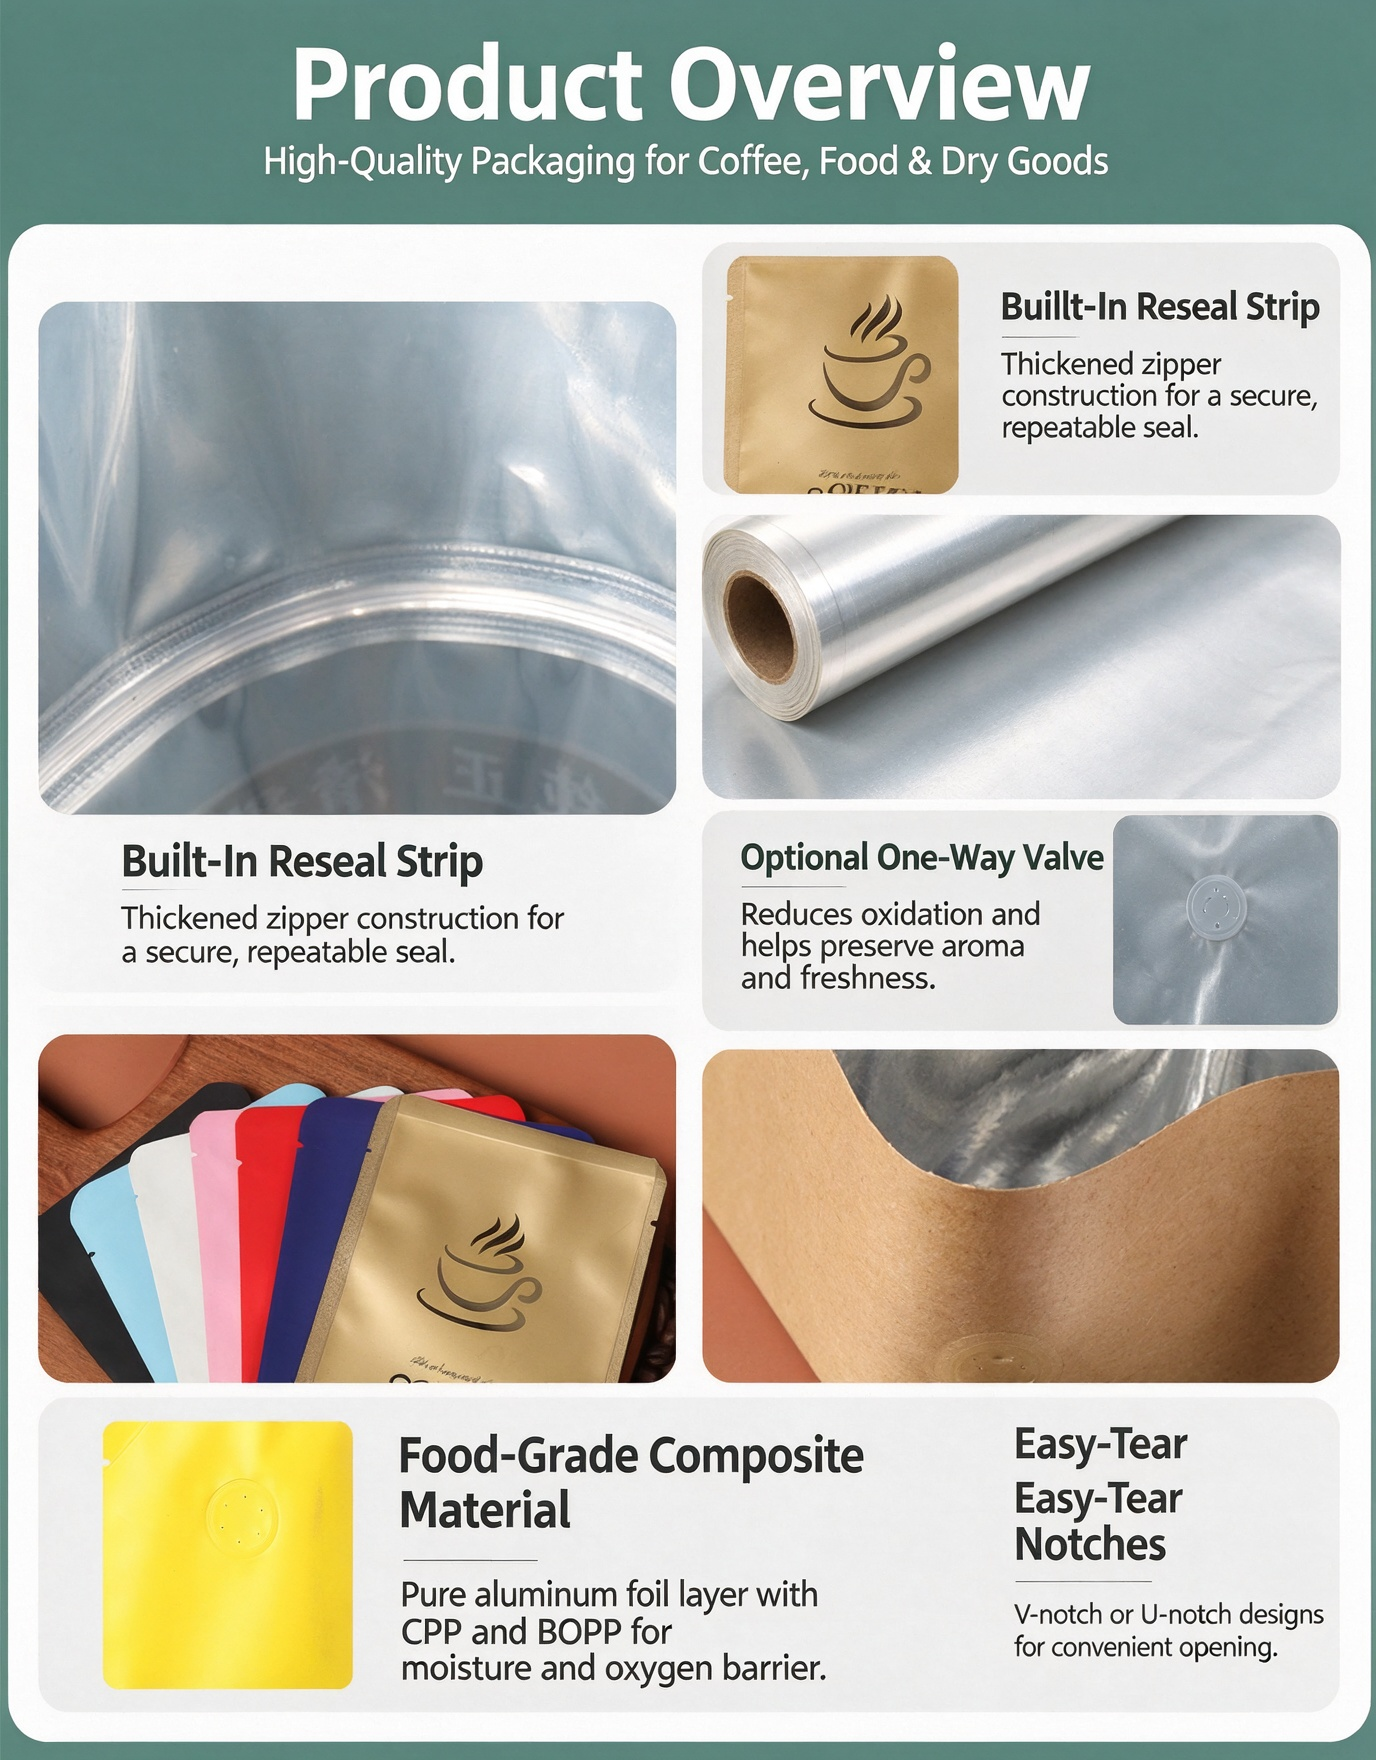 Product Overview
High-Quality Packaging for Coffee, Food & Dry Goods
Buillt-In Reseal Strip
Thickened zipper
construction for a secure,
repeatable seal.
Built-In Reseal Strip
Thickened zipper construction for
a secure, repeatable seal.
Optional One-Way Valve
Reduces oxidation and
helps preserve aroma
and freshness.
Food-Grade Composite
Material
Pure aluminum foil layer with
CPP and BOPP for
moisture and oxygen barrier.
Easy-Tear
Easy-Tear
Notches
V-notch or U-notch designs
for convenient opening.